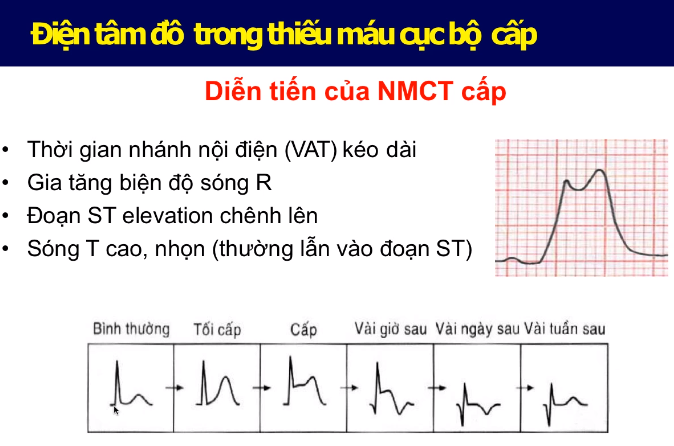 Điện tâm đồ trong thiếu máu cục bộ cấp
Diễn tiến của NMCT cấp
• Thời gian nhánh nội điện (VAT) kéo dài
• Gia tăng biện độ sóng R
• Đoạn ST elevation chênh lên
• Sóng T cao, nhọn (thường lẫn vào đoạn ST)
Bình thường Tối cấp Cấp Vài giờ sau Vài ngày sau Vài tuần sau